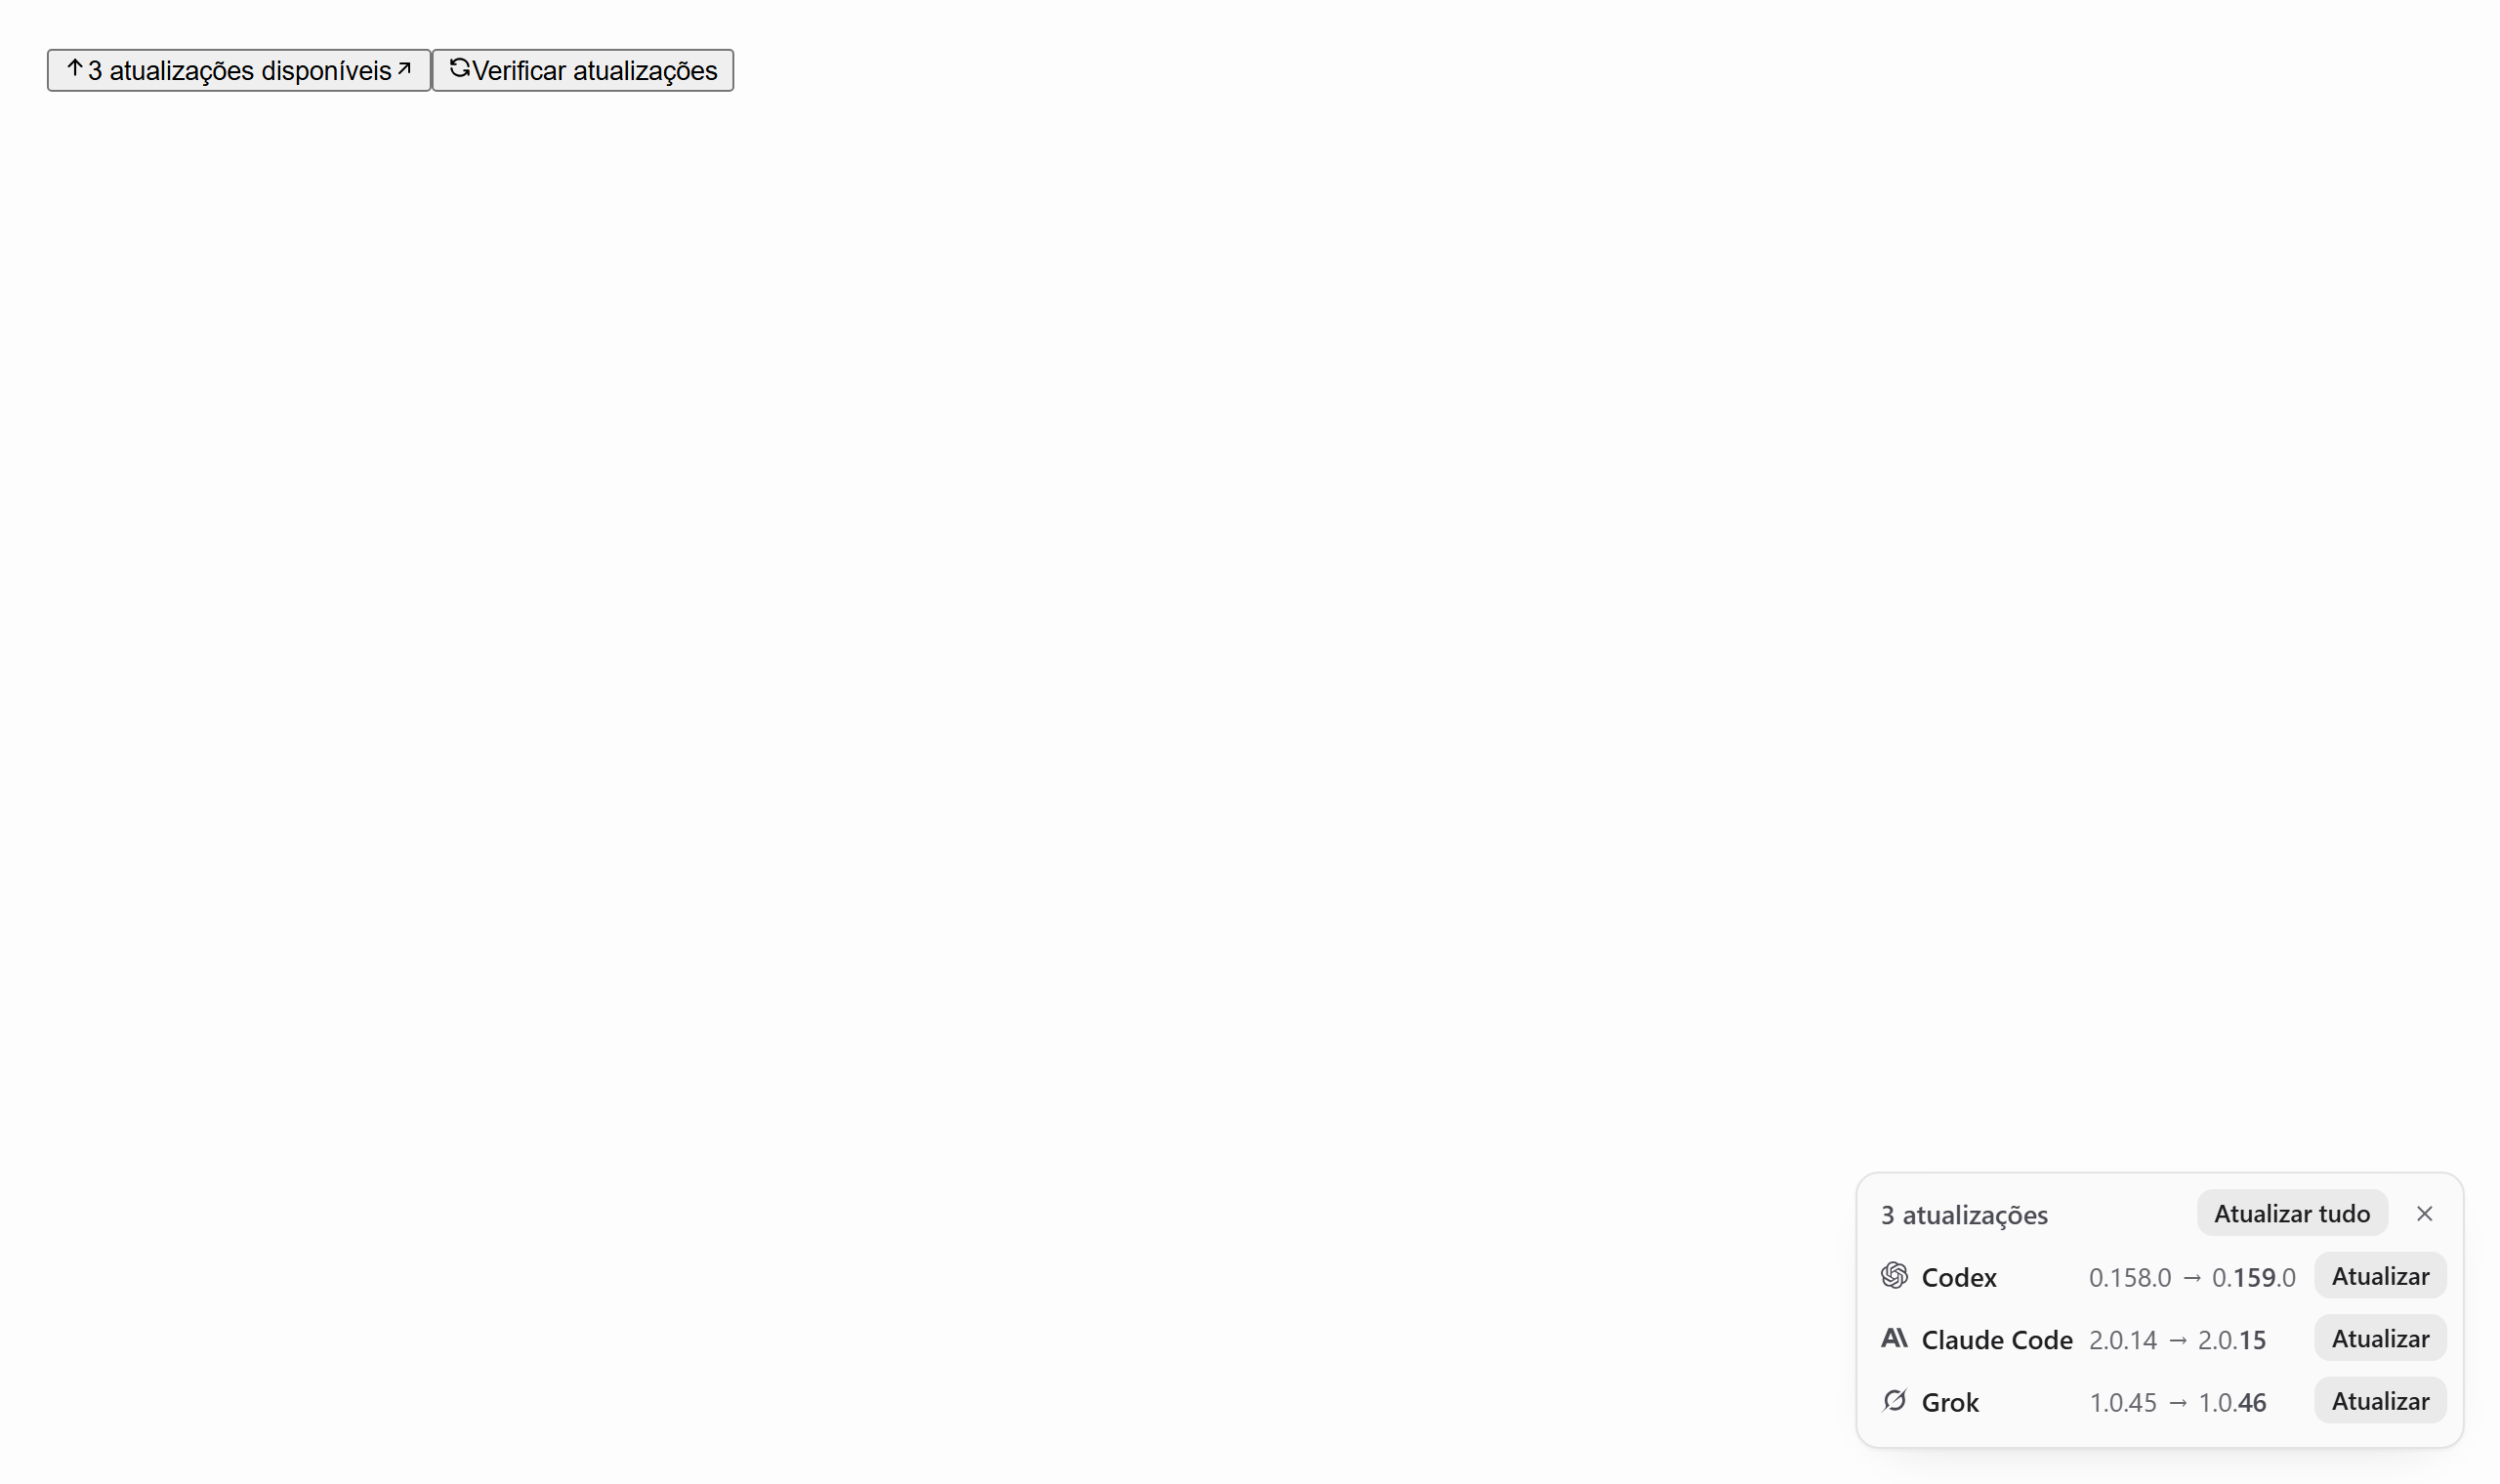 3 atualizações disponíveis
Verificar atualizações
3 atualizações Atualizar tudo
Codex 0.158.0 → 0.159.0 Atualizar
Claude Code 2.0.14 → 2.0.15 Atualizar
Grok 1.0.45 → 1.0.46 Atualizar